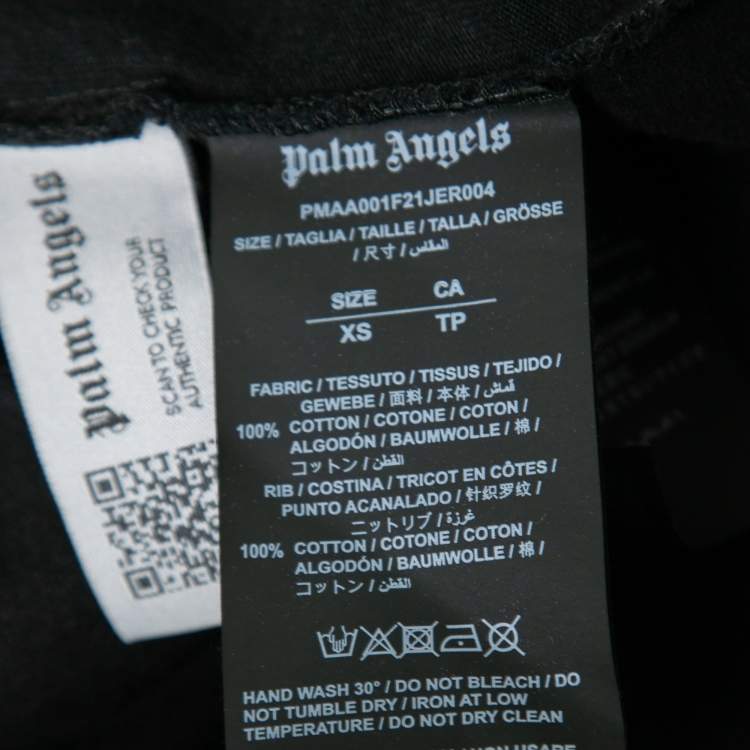 Palm Angels
SCAN TO CHECK YOUR
AUTHENTIC PRODUCT
Palm Angels
PMAA001F21JER004
SIZE / TAGLIA / TAILLE / TALLA / GRÖSSE
/ 尺寸 / المقلس
SIZE CA
XS TP
FABRIC / TESSUTO / TISSUS / TEJIDO /
GEWEBE / 面料 / 本体 / قماش
100% COTTON / COTONE / COTON /
ALGODÓN / BAUMWOLLE / 棉 /
コットン / القطن
RIB / COSTINA / TRICOT EN CÔTES /
PUNTO ACANALADO / 针织罗纹 /
ニットリブ / غرزة
100% COTTON / COTONE / COTON /
ALGODÓN / BAUMWOLLE / 棉 /
コットン / القطن
HAND WASH 30° / DO NOT BLEACH / DO
NOT TUMBLE DRY / IRON AT LOW
TEMPERATURE / DO NOT DRY CLEAN